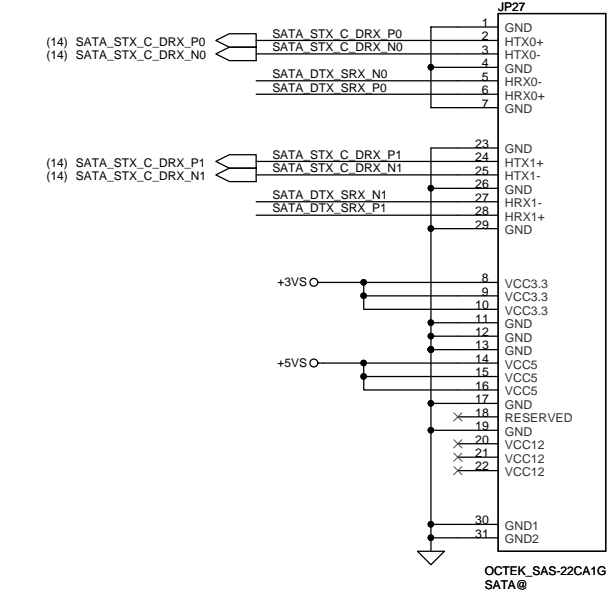 JP27
1 GND
(14) SATA_STX_C_DRX_P0 SATA_STX_C_DRX_P0 2 HTX0+
(14) SATA_STX_C_DRX_N0 SATA_STX_C_DRX_N0 3 HTX0-
4 GND
SATA_DTX_SRX_N0 5 HRX0-
SATA_DTX_SRX_P0 6 HRX0+
7 GND
23 GND
(14) SATA_STX_C_DRX_P1 SATA_STX_C_DRX_P1 24 HTX1+
(14) SATA_STX_C_DRX_N1 SATA_STX_C_DRX_N1 25 HTX1-
26 GND
SATA_DTX_SRX_N1 27 HRX1-
SATA_DTX_SRX_P1 28 HRX1+
29 GND
+3VS 8 VCC3.3
9 VCC3.3
10 VCC3.3
11 GND
12 GND
13 GND
+5VS 14 VCC5
15 VCC5
16 VCC5
17 GND
18 RESERVED
19 GND
20 VCC12
21 VCC12
22 VCC12
30 GND1
31 GND2
OCTEK_SAS-22CA1G
SATA@